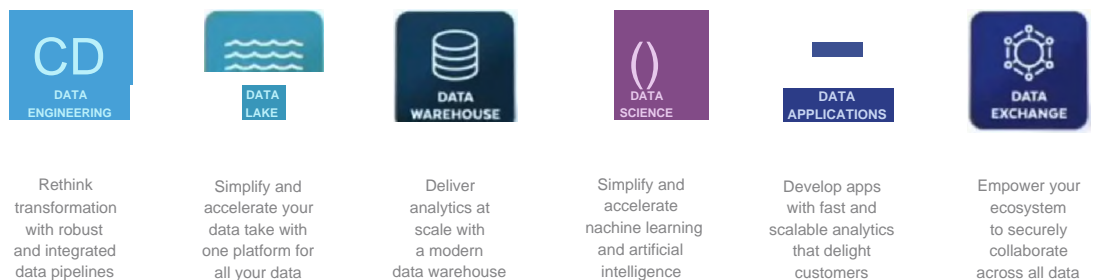 CD
DATA
ENGINEERING
DATA
LAKE
DATA
WAREHOUSE
()
DATA
SCIENCE
DATA
APPLICATIONS
DATA
EXCHANGE
Rethink
transformation
with robust
and integrated
data pipelines
Simplify and
accelerate your
data take with
one platform for
all your data
Deliver
analytics at
scale with
a modern
data warehouse
Simplify and
accelerate
nachine learning
and artificial
intelligence
Develop apps
with fast and
scalable analytics
that delight
customers
Empower your
ecosystem
to securely
collaborate
across all data